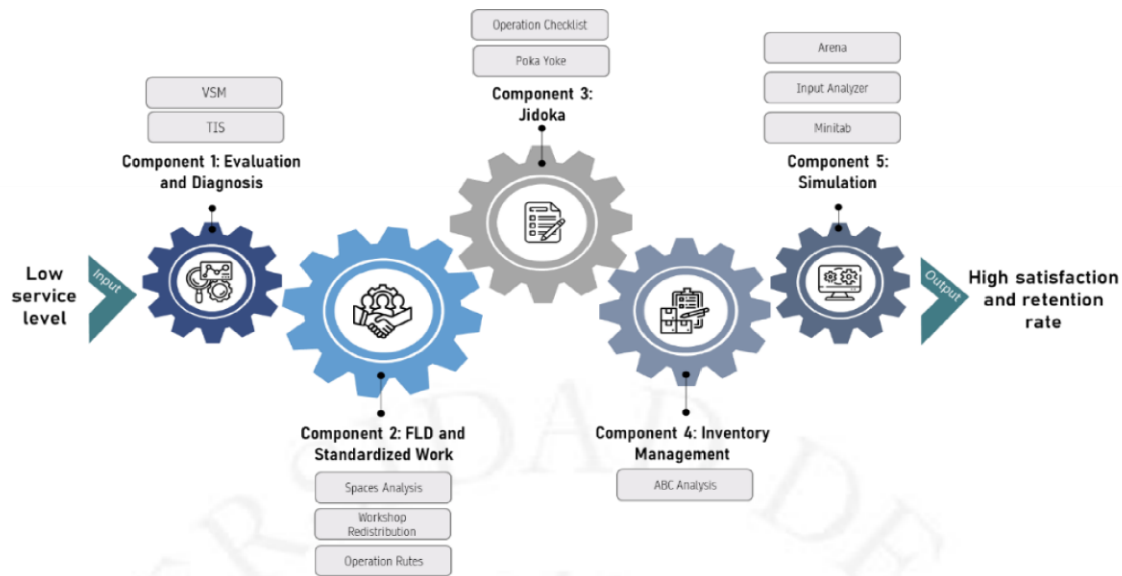 Operation Checklist
Poka Yoke
Component 3:
Jidoka
Arena
Input Analyzer
Minitab
Component 5:
Simulation
VSM
TIS
Component 1: Evaluation
and Diagnosis
Low
service
level
Input
Output
High satisfaction
and retention
rate
Component 2: FLD and
Standardized Work
Spaces Analysis
Workshop
Redistribution
Operation Rutes
Component 4: Inventory
Management
ABC Analysis
ERSIDAD DE